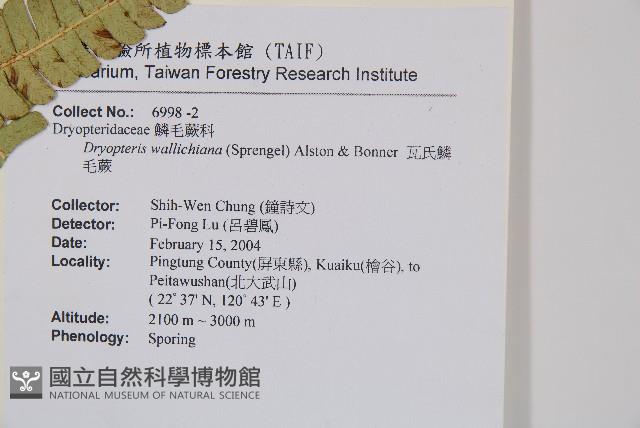 驗所植物標本館 (TAIF)
arium, Taiwan Forestry Research Institute
Collect No.: 6998 -2
Dryopteridaceae 鱗毛蕨科
Dryopteris wallichiana (Sprengel) Alston & Bonner 瓦氏鱗
毛蕨
Collector: Shih-Wen Chung (鐘詩文)
Detector: Pi-Fong Lu (呂碧鳳)
Date: February 15, 2004
Locality: Pingtung County(屏東縣), Kuaiku(檜谷), to
Peitawushan(北大武山)
( 22° 37' N, 120° 43' E )
Altitude: 2100 m ~ 3000 m
Phenology: Sporing
國立自然科學博物館
NATIONAL MUSEUM OF NATURAL SCIENCE